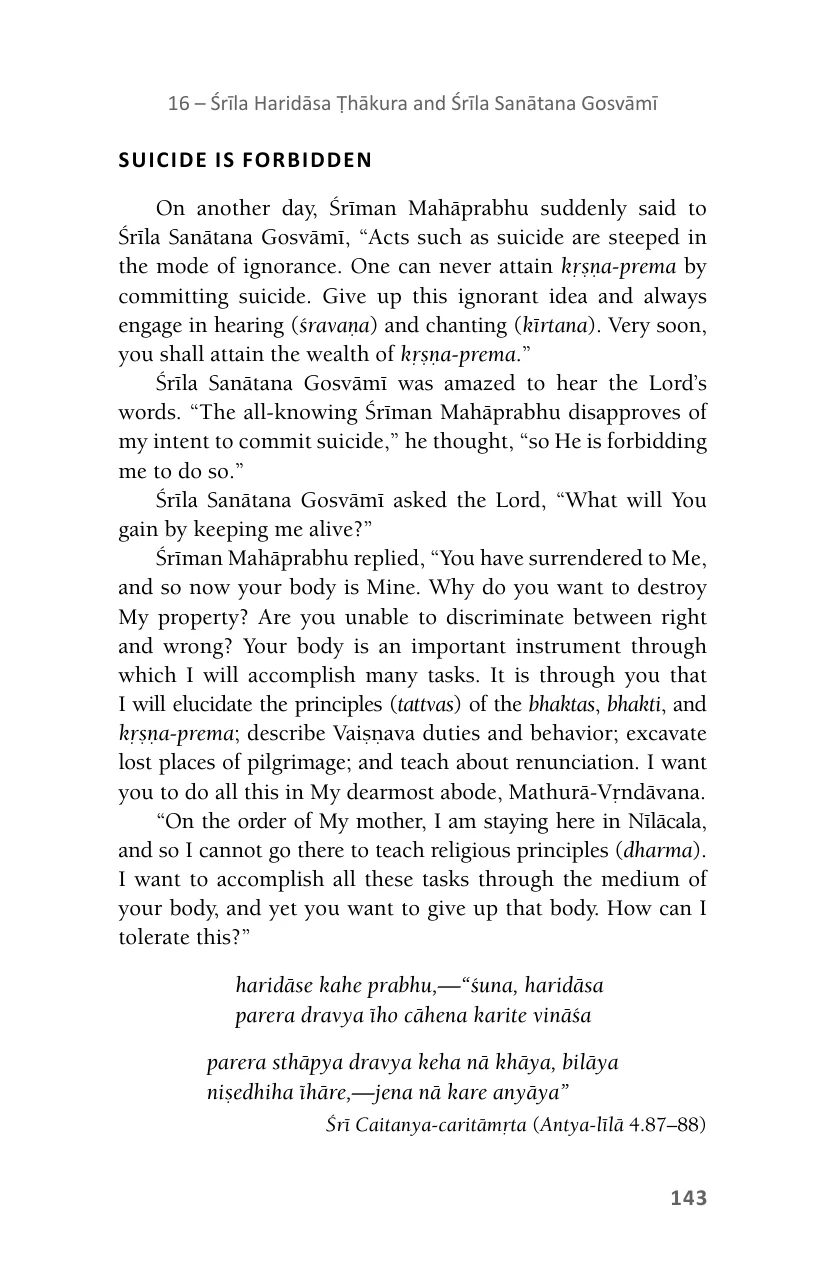 16 – Śrīla Haridāsa Ṭhākura and Śrīla Sanātana Gosvāmī
SUICIDE IS FORBIDDEN
On another day, Śrīman Mahāprabhu suddenly said to
Śrīla Sanātana Gosvāmī, “Acts such as suicide are steeped in
the mode of ignorance. One can never attain kṛṣṇa-prema by
committing suicide. Give up this ignorant idea and always
engage in hearing (śravaṇa) and chanting (kīrtana). Very soon,
you shall attain the wealth of kṛṣṇa-prema.”
Śrīla Sanātana Gosvāmī was amazed to hear the Lord’s
words. “The all-knowing Śrīman Mahāprabhu disapproves of
my intent to commit suicide,” he thought, “so He is forbidding
me to do so.”
Śrīla Sanātana Gosvāmī asked the Lord, “What will You
gain by keeping me alive?”
Śrīman Mahāprabhu replied, “You have surrendered to Me,
and so now your body is Mine. Why do you want to destroy
My property? Are you unable to discriminate between right
and wrong? Your body is an important instrument through
which I will accomplish many tasks. It is through you that
I will elucidate the principles (tattvas) of the bhaktas, bhakti, and
kṛṣṇa-prema; describe Vaiṣṇava duties and behavior; excavate
lost places of pilgrimage; and teach about renunciation. I want
you to do all this in My dearmost abode, Mathurā-Vṛndāvana.
“On the order of My mother, I am staying here in Nīlācala,
and so I cannot go there to teach religious principles (dharma).
I want to accomplish all these tasks through the medium of
your body, and yet you want to give up that body. How can I
tolerate this?”
haridāse kahe prabhu,—“śuna, haridāsa
parera dravya īho cāhena karite vināśa
parera sthāpya dravya keha nā khāya, bilāya
niṣedhiha īhāre,—jena nā kare anyāya”
Śrī Caitanya-caritāmṛta (Antya-līlā 4.87–88)
143